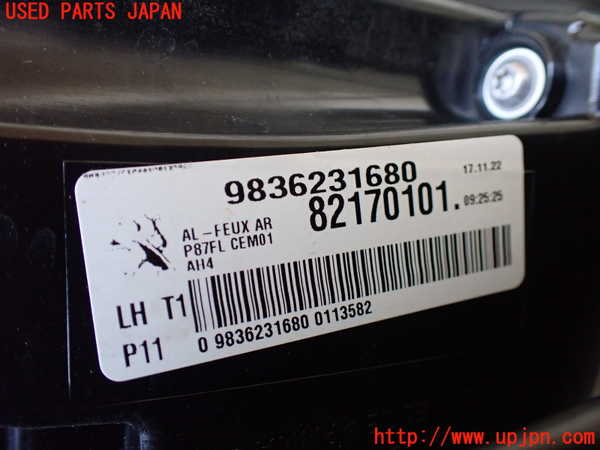 USED PARTS JAPAN
9836231680
17.11.22
82170101.
09:25:25
AL-FEUX AR
P87FL CEM01
AH4
LH T1
P11
0 9836231680 0113582
http://www.upjpn.com/